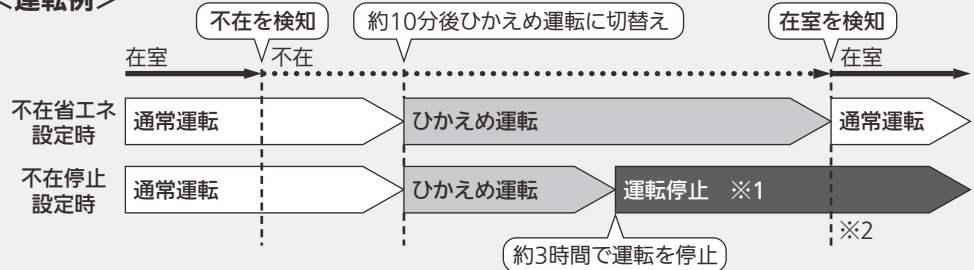 <運転例>
不在を検知
約10分後ひかえめ運転に切替え
在室を検知
在室
不在
在室
不在省エネ
設定時
通常運転
ひかえめ運転
通常運転
不在停止
設定時
通常運転
ひかえめ運転
運転停止 ※1
※2
約3時間で運転を停止